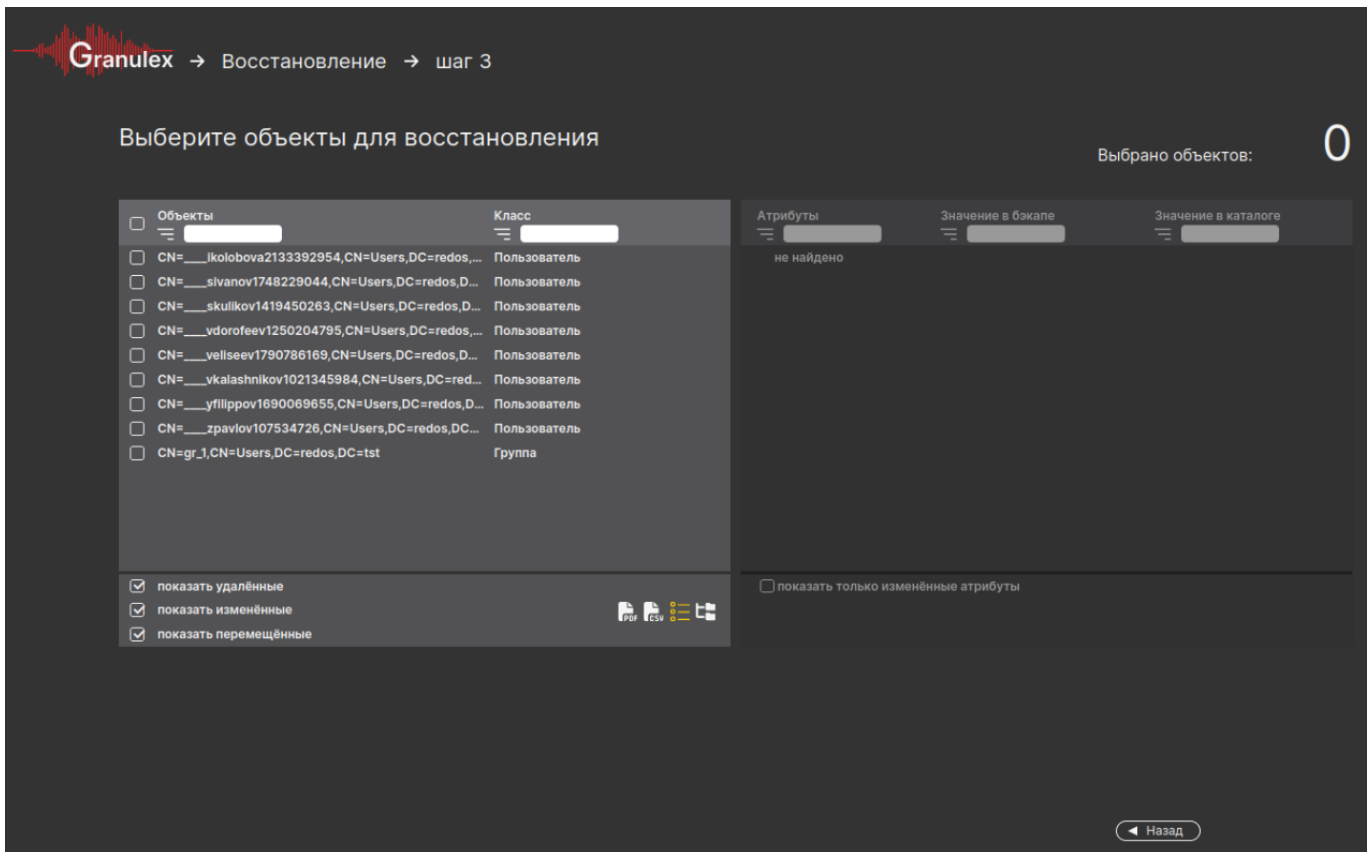 Granulex → Восстановление → шаг 3
Выберите объекты для восстановления
Выбрано объектов: 0
Объекты Класс
CN=____ikolobova2133392954,CN=Users,DC=redos,... Пользователь
CN=____sivanov1748229044,CN=Users,DC=redos,D... Пользователь
CN=____skulikov1419450263,CN=Users,DC=redos,D... Пользователь
CN=____vdorofeev1250204795,CN=Users,DC=redos,... Пользователь
CN=____veliseev1790786169,CN=Users,DC=redos,D... Пользователь
CN=____vkalashnikov1021345984,CN=Users,DC=red... Пользователь
CN=____yfilippov1690069655,CN=Users,DC=redos,D... Пользователь
CN=____zpavlov107534726,CN=Users,DC=redos,DC... Пользователь
CN=gr_1,CN=Users,DC=redos,DC=tst Группа
показать удалённые
показать изменённые
PDF CSV
показать перемещённые
Атрибуты Значение в бэкапе Значение в каталоге
не найдено
показать только изменённые атрибуты
◀ Назад